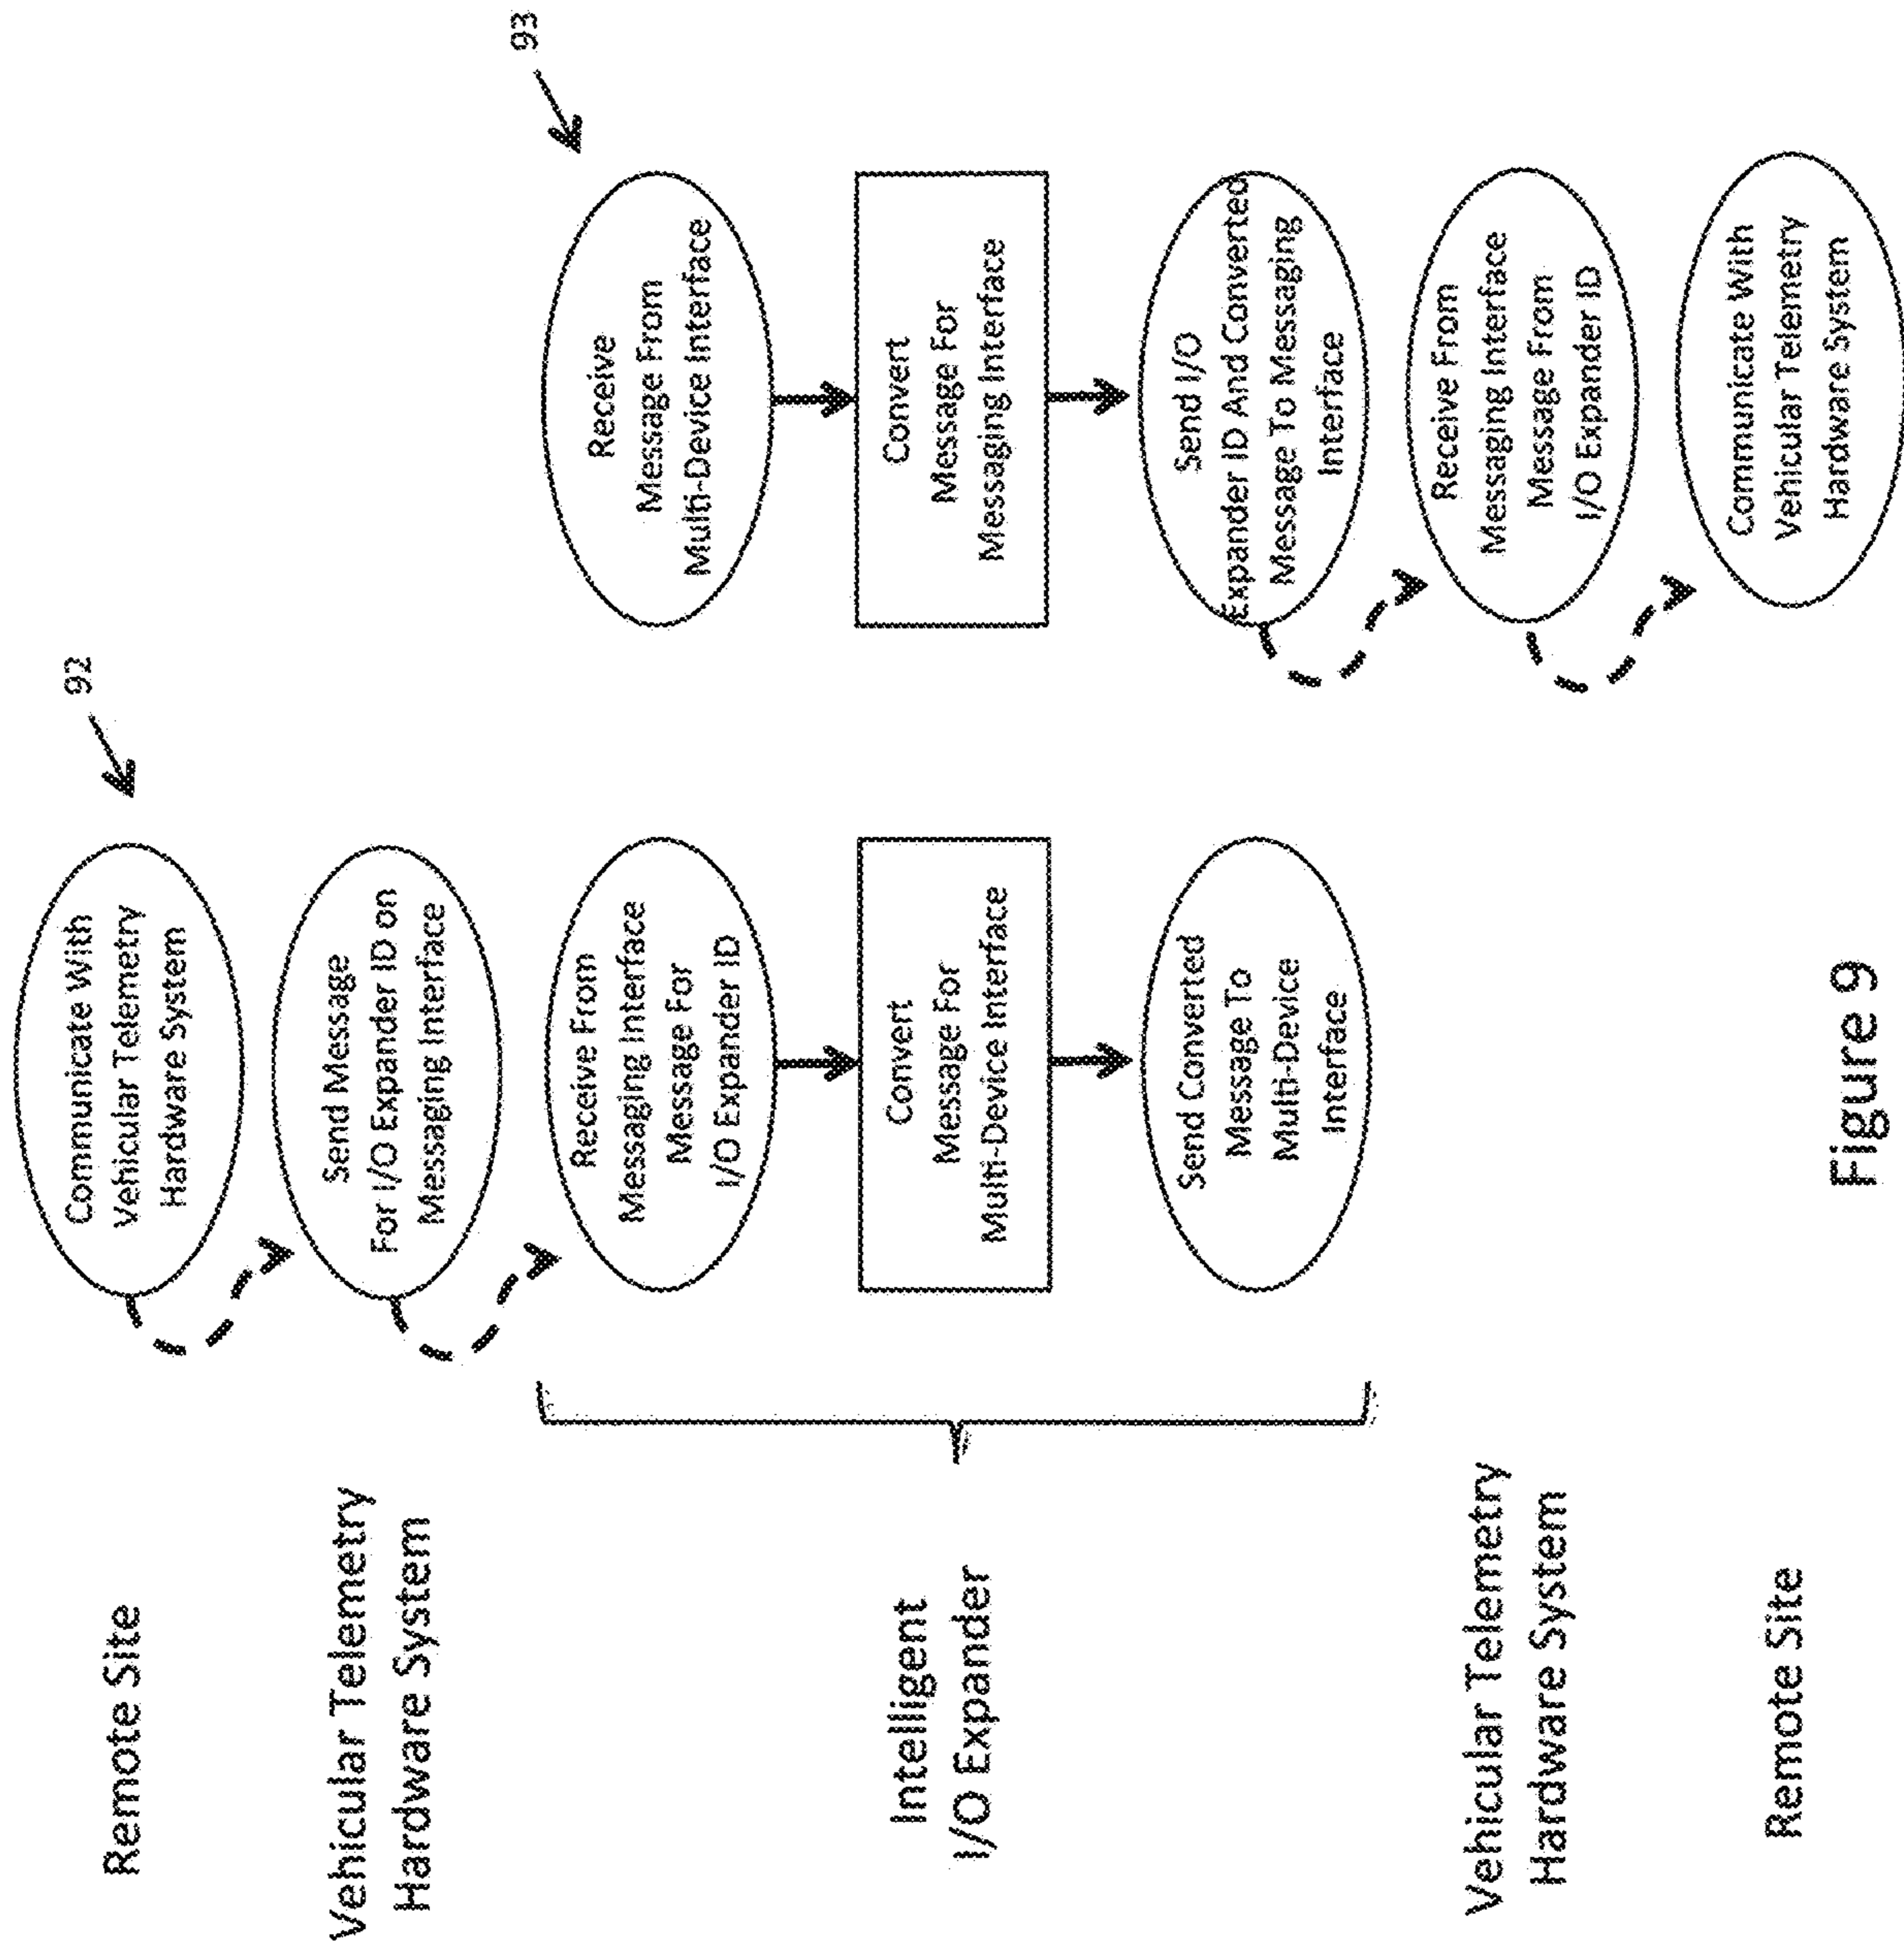 Remote Site
Vehicular Telemetry
Hardware System
Intelligent
I/O Expander
Vehicular Telemetry
Hardware System
Remote Site
92
Communicate With
Vehicular Telemetry
Hardware System
Send Message
For I/O Expander ID on
Messaging Interface
Receive From
Messaging Interface
Message For
I/O Expander ID
Convert
Message For
Multi-Device Interface
Send Converted
Message To
Multi-Device
Interface
93
Receive
Message From
Multi-Device Interface
Convert
Message For
Messaging Interface
Send I/O
Expander ID And Converted
Message To Messaging
Interface
Receive From
Messaging Interface
Message From
I/O Expander ID
Communicate With
Vehicular Telemetry
Hardware System
Figure 9